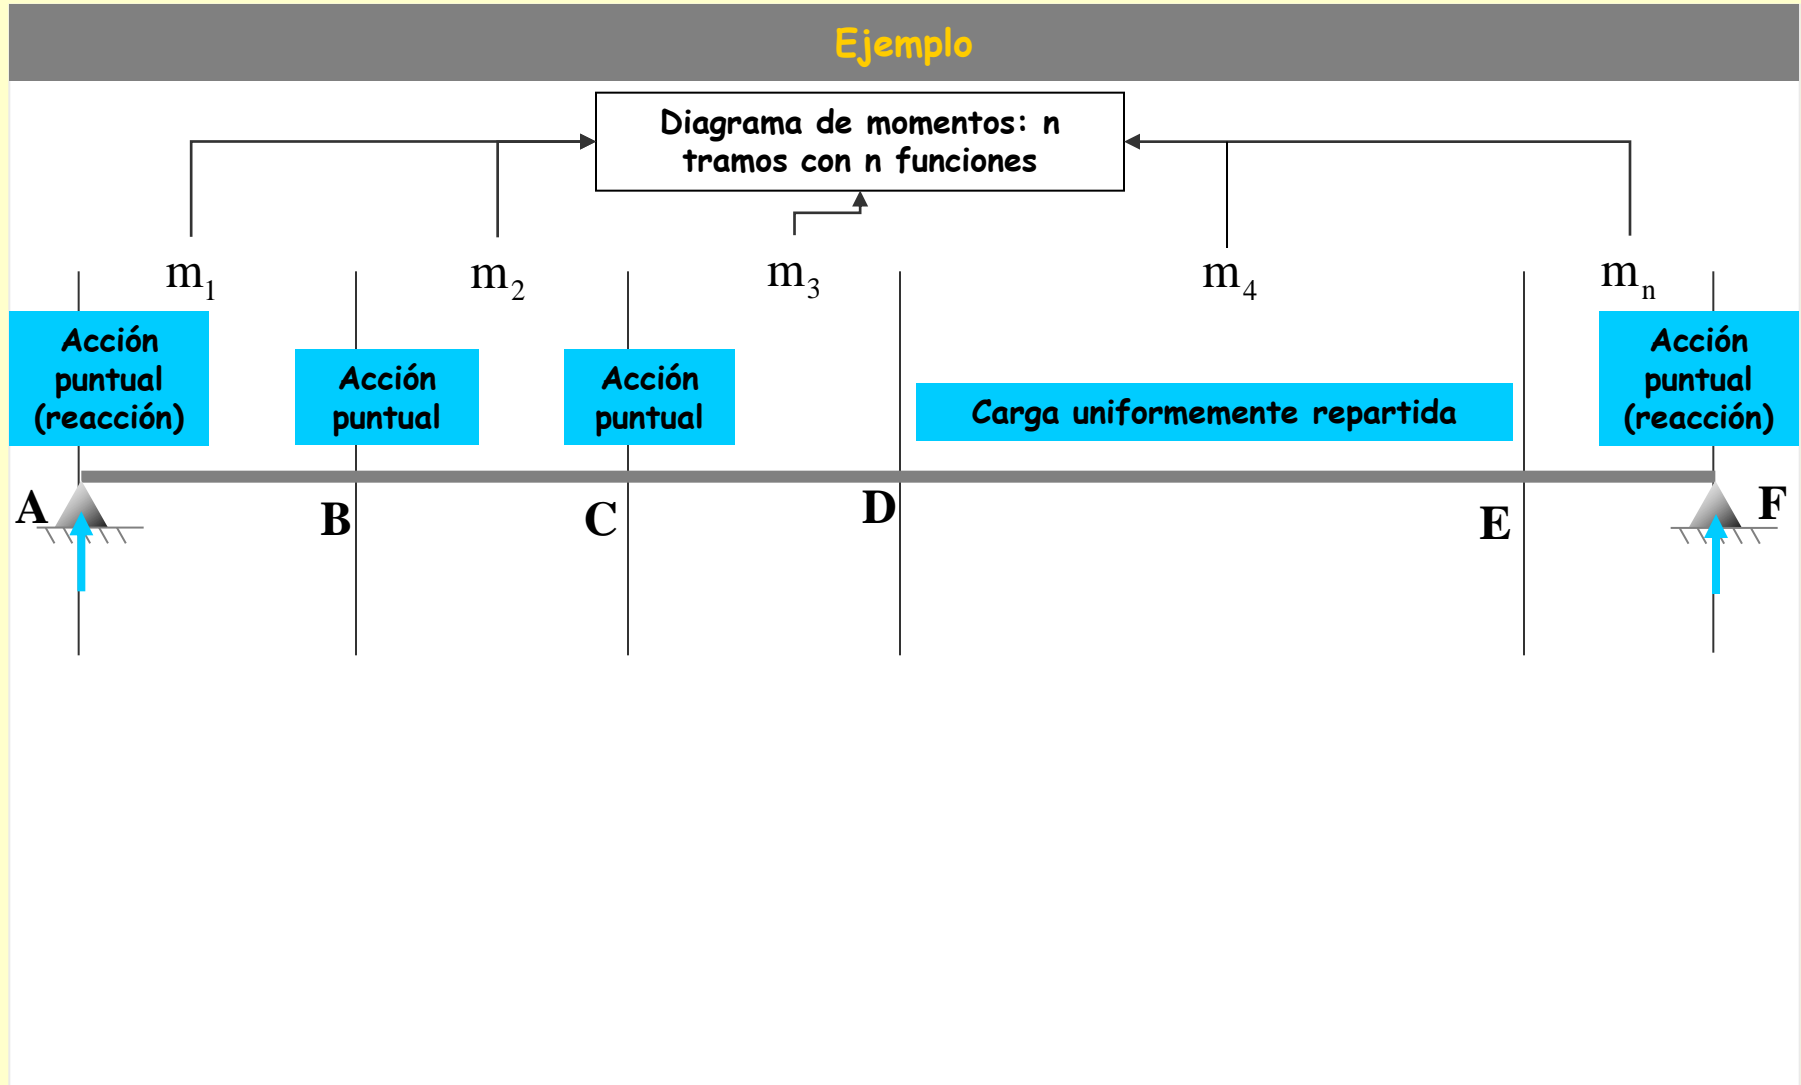 Ejemplo
Diagrama de momentos: n
tramos con n funciones
m1
m2
m3
m4
mn
Acción
puntual
(reacción)
Acción
puntual
Acción
puntual
Carga uniformemente repartida
Acción
puntual
(reacción)
A
B
C
D
E
F